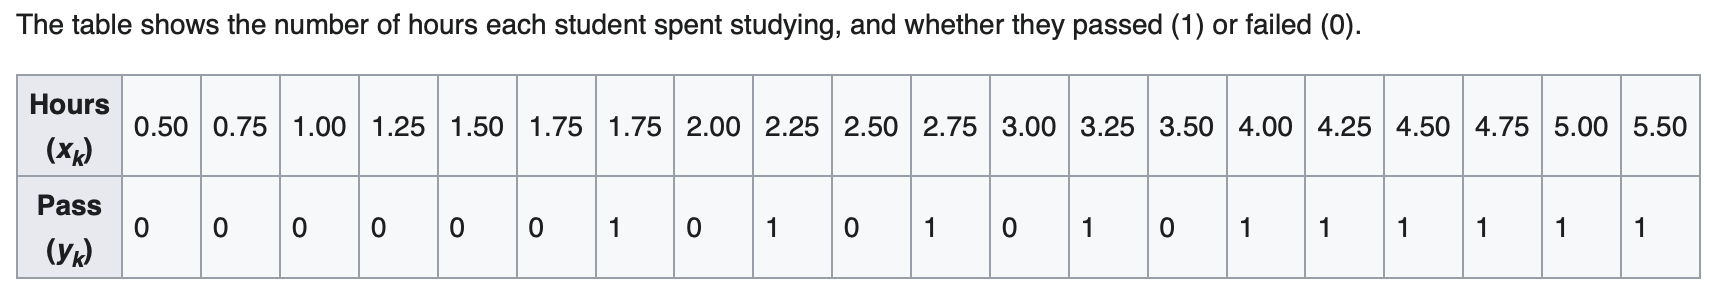 The table shows the number of hours each student spent studying, and whether they passed (1) or failed (0).
Hours (xk) 0.50 0.75 1.00 1.25 1.50 1.75 1.75 2.00 2.25 2.50 2.75 3.00 3.25 3.50 4.00 4.25 4.50 4.75 5.00 5.50
Pass (yk) 0 0 0 0 0 0 1 0 1 0 1 0 1 0 1 1 1 1 1 1